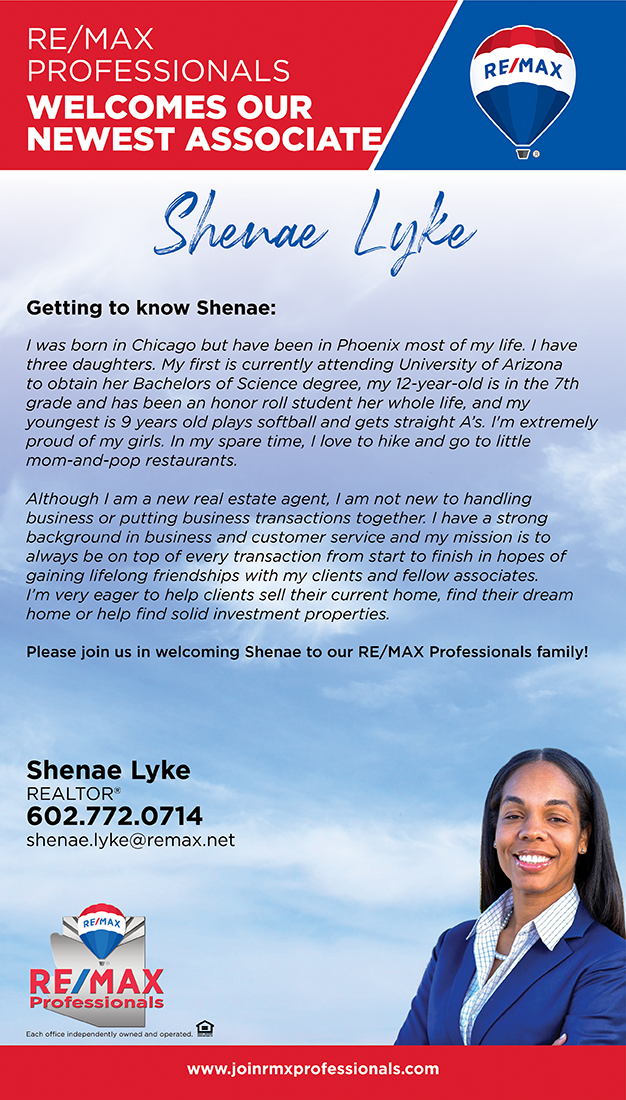 RE/MAX
PROFESSIONALS
WELCOMES OUR
NEWEST ASSOCIATE
RE/MAX
®
Shenae Lyke
Getting to know Shenae:
I was born in Chicago but have been in Phoenix most of my life. I have
three daughters. My first is currently attending University of Arizona
to obtain her Bachelors of Science degree, my 12-year-old is in the 7th
grade and has been an honor roll student her whole life, and my
youngest is 9 years old plays softball and gets straight A's. I'm extremely
proud of my girls. In my spare time, I love to hike and go to little
mom-and-pop restaurants.
Although I am a new real estate agent, I am not new to handling
business or putting business transactions together. I have a strong
background in business and customer service and my mission is to
always be on top of every transaction from start to finish in hopes of
gaining lifelong friendships with my clients and fellow associates.
I'm very eager to help clients sell their current home, find their dream
home or help find solid investment properties.
Please join us in welcoming Shenae to our RE/MAX Professionals family!
Shenae Lyke
REALTOR®
602.772.0714
shenae.lyke@remax.net
RE/MAX
RE/MAX
Professionals
Each office independently owned and operated.
www.joinrmxprofessionals.com